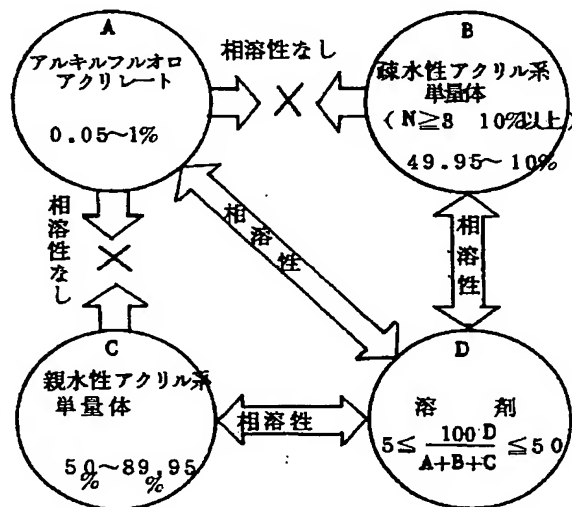 A
アルキルフルオロ
アクリレート
0.05～1%
相溶性なし
B
疎水性アクリル系
単量体
(N≧8 10%以上)
49.95～10%
相溶性なし
相溶性
相溶性
C
親水性アクリル系
単量体
50～89,95
% %
相溶性
D
溶剤
5≦ 100D / A+B+C ≦50